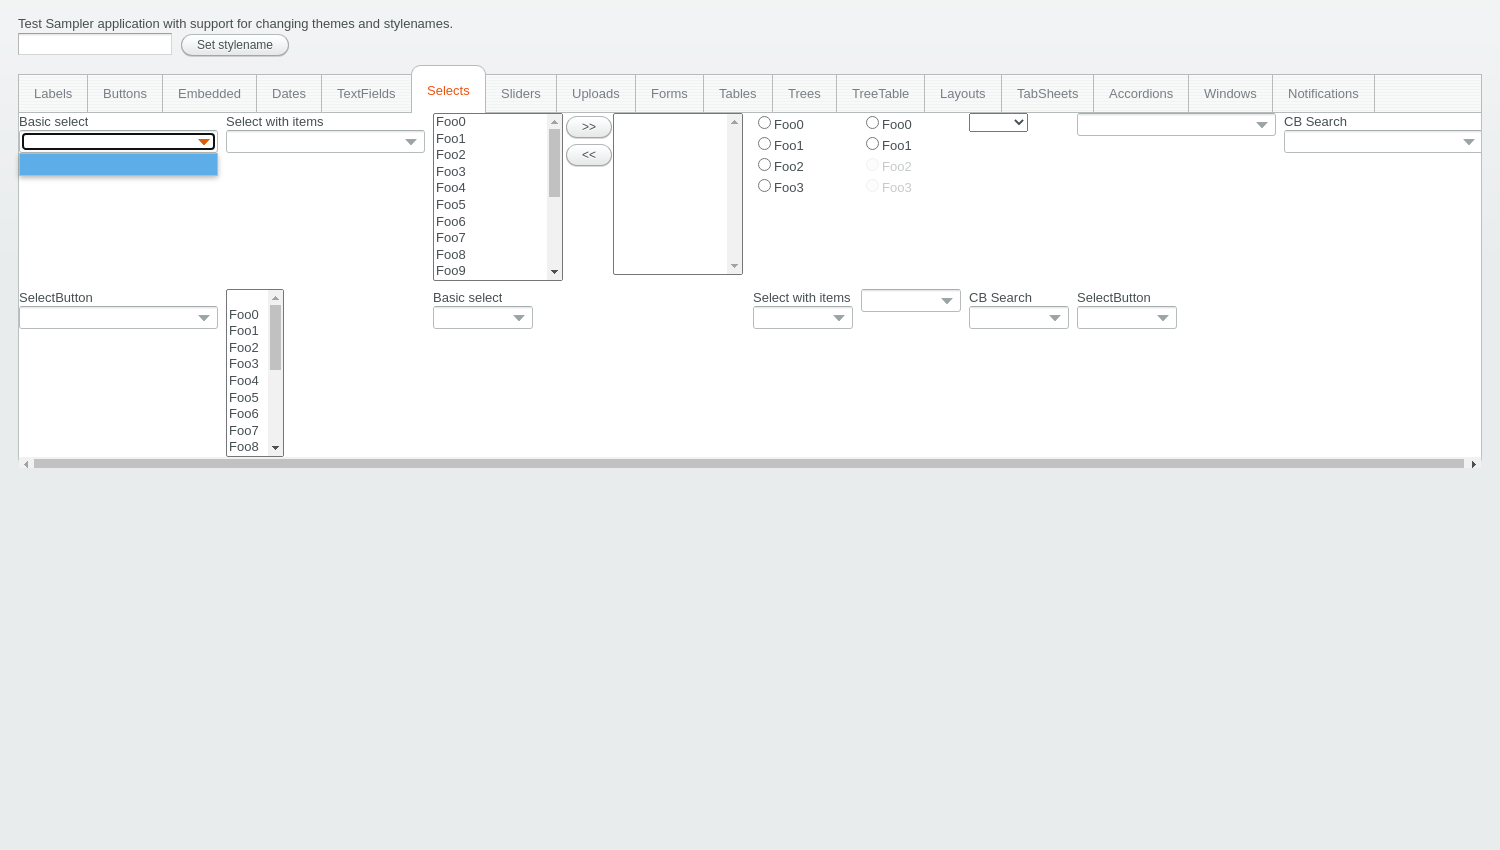 Test Sampler application with support for changing themes and stylenames.
Set stylename
Labels Buttons Embedded Dates TextFields Selects Sliders Uploads Forms Tables Trees TreeTable Layouts TabSheets Accordions Windows Notifications
Basic select
Select with items
Foo0
Foo1
Foo2
Foo3
Foo4
Foo5
Foo6
Foo7
Foo8
Foo9
>>
<<
Foo0
Foo1
Foo2
Foo3
Foo0
Foo1
Foo2
Foo3
CB Search
SelectButton
Foo0
Foo1
Foo2
Foo3
Foo4
Foo5
Foo6
Foo7
Foo8
Basic select
Select with items
CB Search
SelectButton